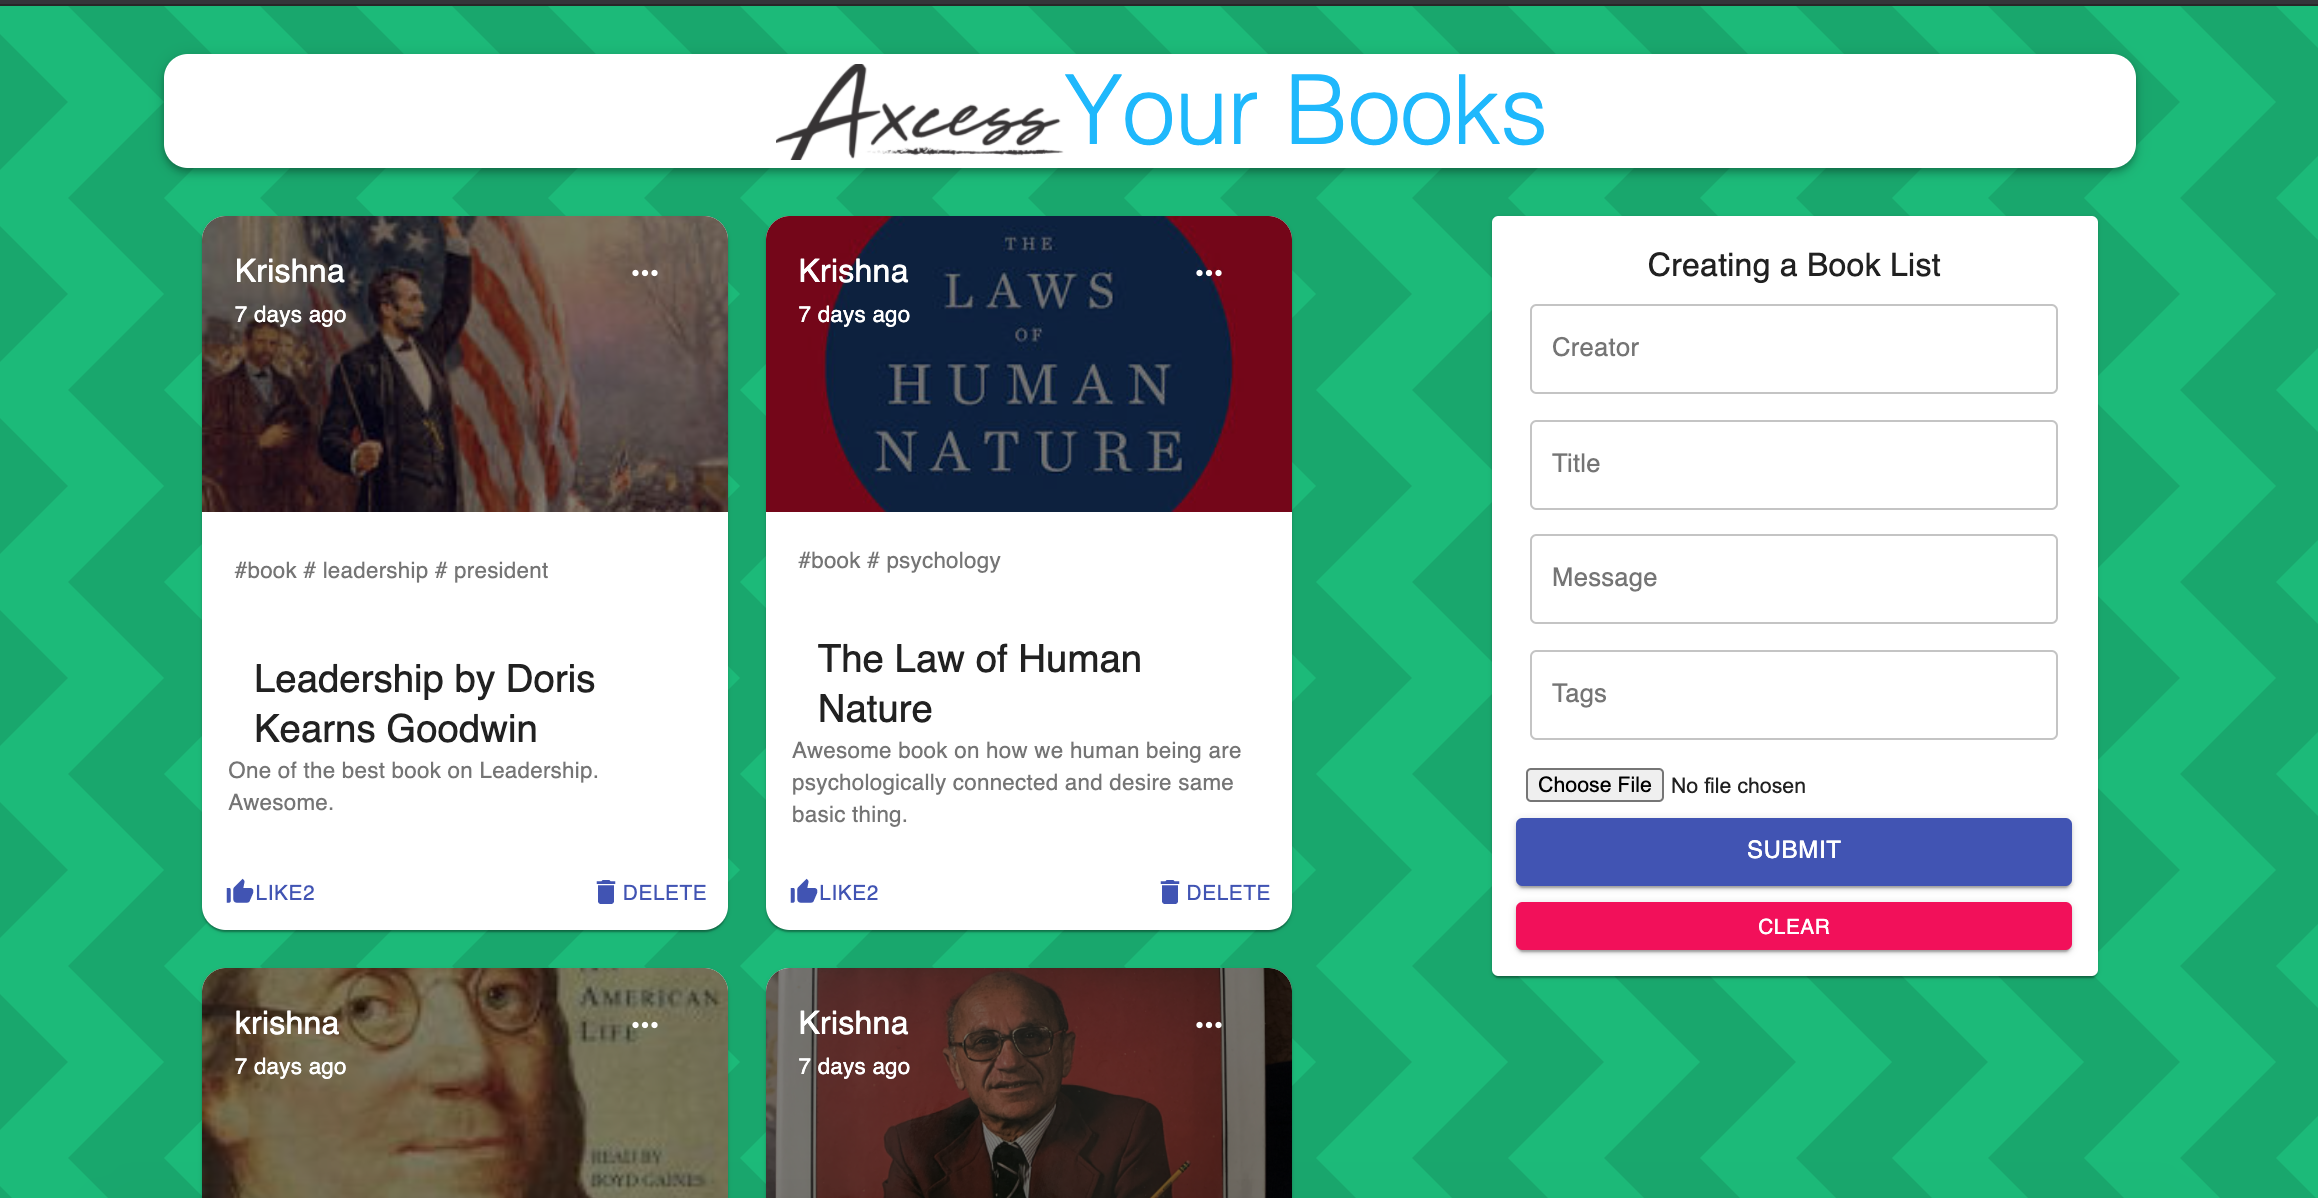 Axcess Your Books
Krishna
7 days ago
#book # leadership # president
Leadership by Doris
Kearns Goodwin
One of the best book on Leadership.
Awesome.
LIKE2
DELETE
THE
LAWS
OF
HUMAN
NATURE
Krishna
7 days ago
#book # psychology
The Law of Human
Nature
Awesome book on how we human being are
psychologically connected and desire same
basic thing.
LIKE2
DELETE
krishna
7 days ago
AMERICAN
LIFE
READ BY
BOYD GAINES
Krishna
7 days ago
Creating a Book List
Creator
Title
Message
Tags
Choose File No file chosen
SUBMIT
CLEAR